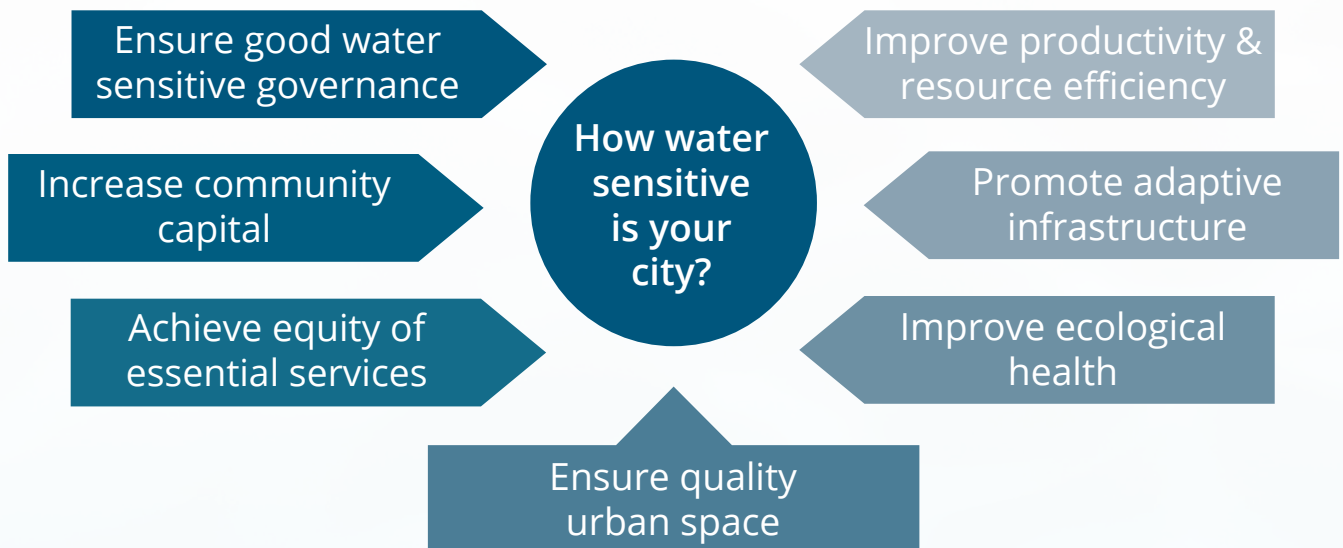 Ensure good water
sensitive governance
Increase community
capital
Achieve equity of
essential services
How water
sensitive
is your
city?
Improve productivity &
resource efficiency
Promote adaptive
infrastructure
Improve ecological
health
Ensure quality
urban space